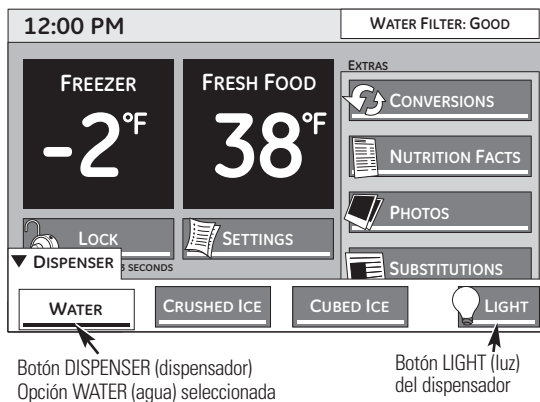 12:00 PM
WATER FILTER: GOOD
EXTRAS
FREEZER
-2°F
FRESH FOOD
38°F
CONVERSIONS
NUTRITION FACTS
PHOTOS
SUBSTITUTIONS
LOCK
3 SECONDS
SETTINGS
▼ DISPENSER
WATER
CRUSHED ICE
CUBED ICE
LIGHT
Botón DISPENSER (dispensador)
Opción WATER (agua) seleccionada
Botón LIGHT (luz)
del dispensador